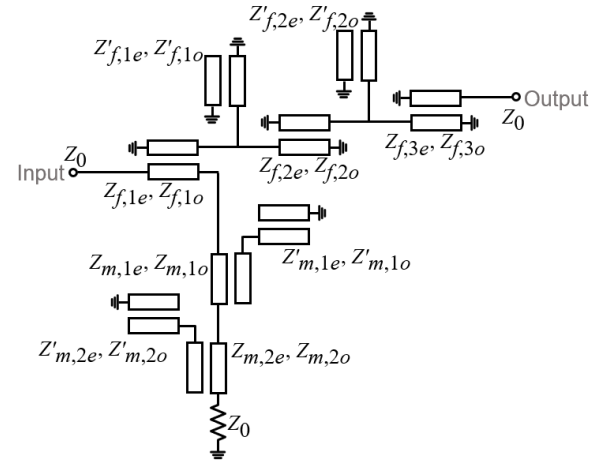 Z'f,2e, Z'f,2o
Z'f,1e, Z'f,1o
Output
Z0
Zf,3e, Zf,3o
Z0
Input
Zf,2e, Zf,2o
Zf,1e, Zf,1o
Zm,1e, Zm,1o
Z'm,1e, Z'm,1o
Z'm,2e, Z'm,2o
Zm,2e, Zm,2o
Z0